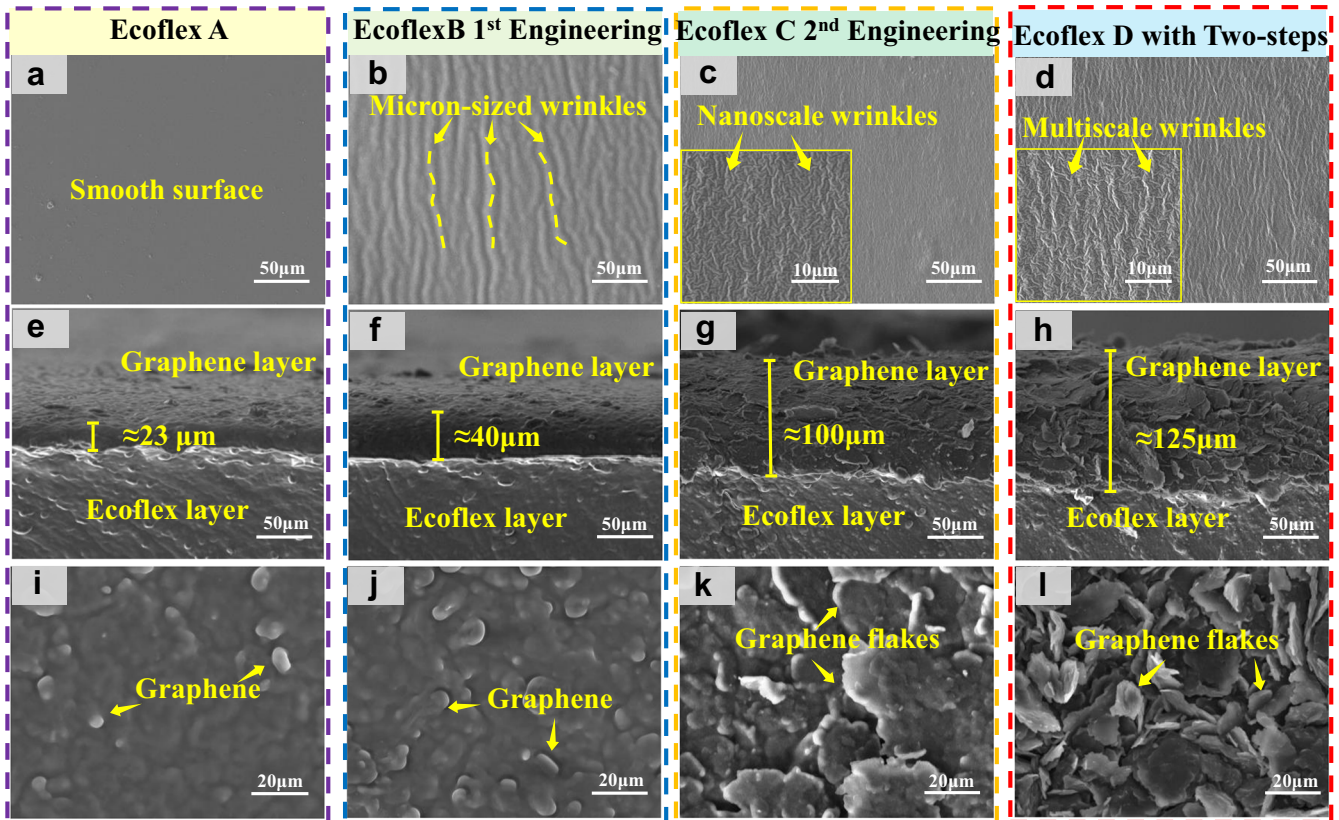 Ecoflex A
EcoflexB 1st Engineering
Ecoflex C 2nd Engineering
Ecoflex D with Two-steps
a
Smooth surface
50μm
b
Micron-sized wrinkles
50μm
c
Nanoscale wrinkles
10μm
50μm
d
Multiscale wrinkles
10μm
50μm
e
Graphene layer
≈23 μm
Ecoflex layer
50μm
f
Graphene layer
≈40μm
Ecoflex layer
50μm
g
Graphene layer
≈100μm
Ecoflex layer
50μm
h
Graphene layer
≈125μm
Ecoflex layer
50μm
i
Graphene
20μm
j
Graphene
20μm
k
Graphene flakes
20μm
l
Graphene flakes
20μm